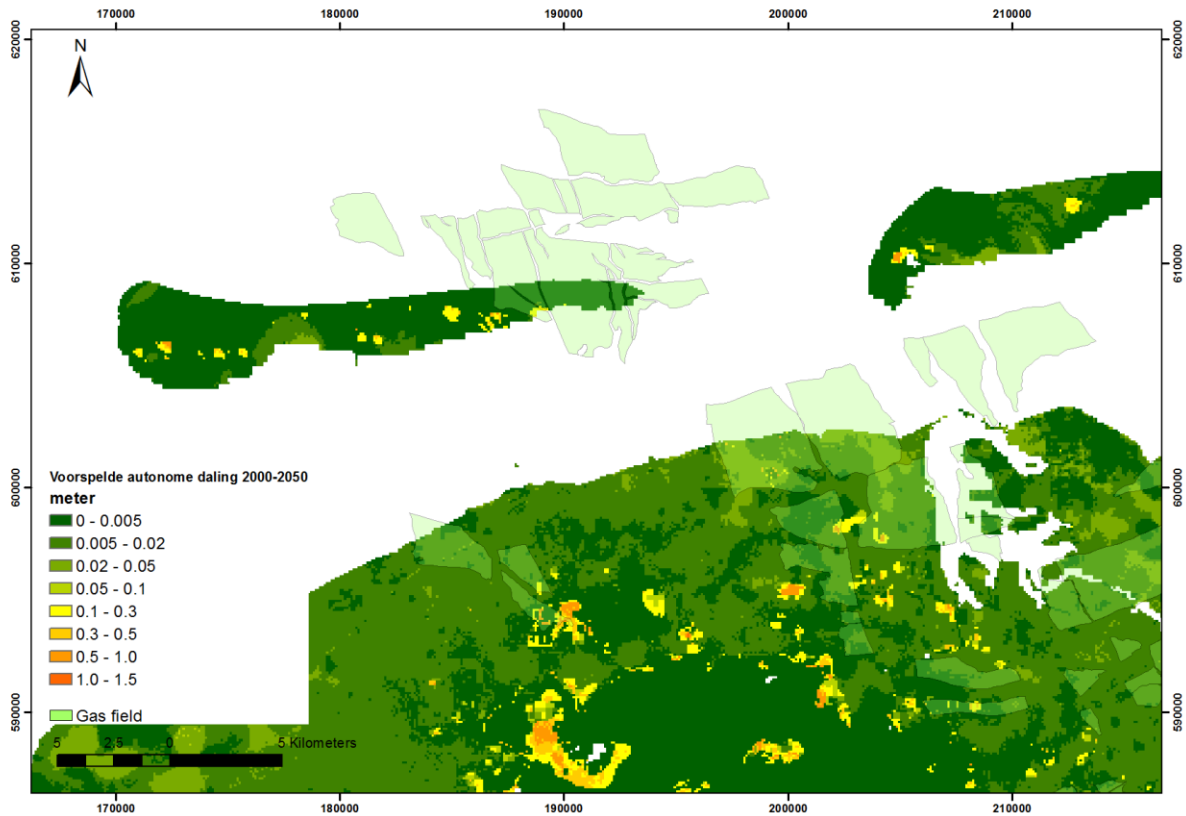 170000 180000 190000 200000 210000
620000 620000
N
610000 610000
Voorspelde autonome daling 2000-2050
meter
0 - 0.005
0.005 - 0.02
0.02 - 0.05
0.05 - 0.1
0.1 - 0.3
0.3 - 0.5
0.5 - 1.0
1.0 - 1.5
Gas field
600000 600000
590000 590000
5 2,5 0 5 Kilometers
170000 180000 190000 200000 210000